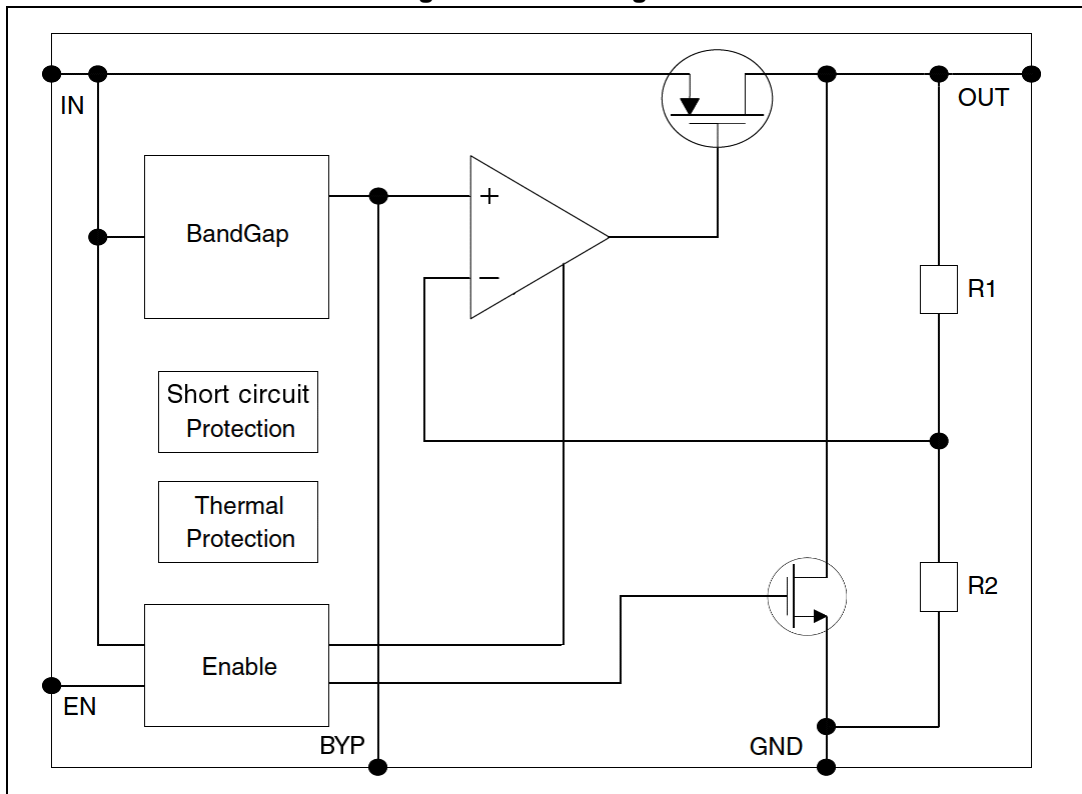 IN
OUT
BandGap
+
−
R1
Short circuit
Protection
Thermal
Protection
R2
Enable
EN
BYP
GND